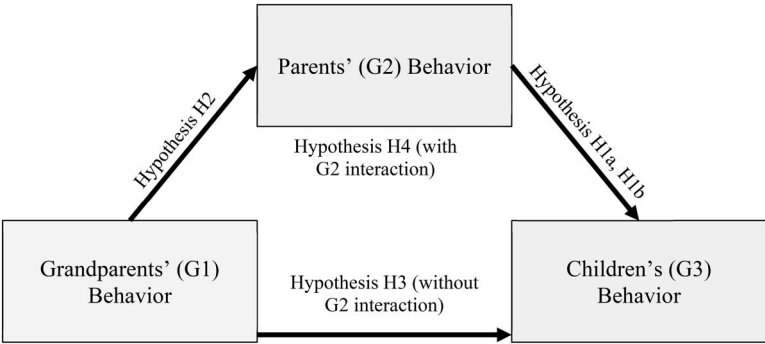 Parents’ (G2) Behavior
Hypothesis H2
Hypothesis H1a, H1b
Hypothesis H4 (with
G2 interaction)
Grandparents’ (G1)
Behavior
Hypothesis H3 (without
G2 interaction)
Children’s (G3)
Behavior